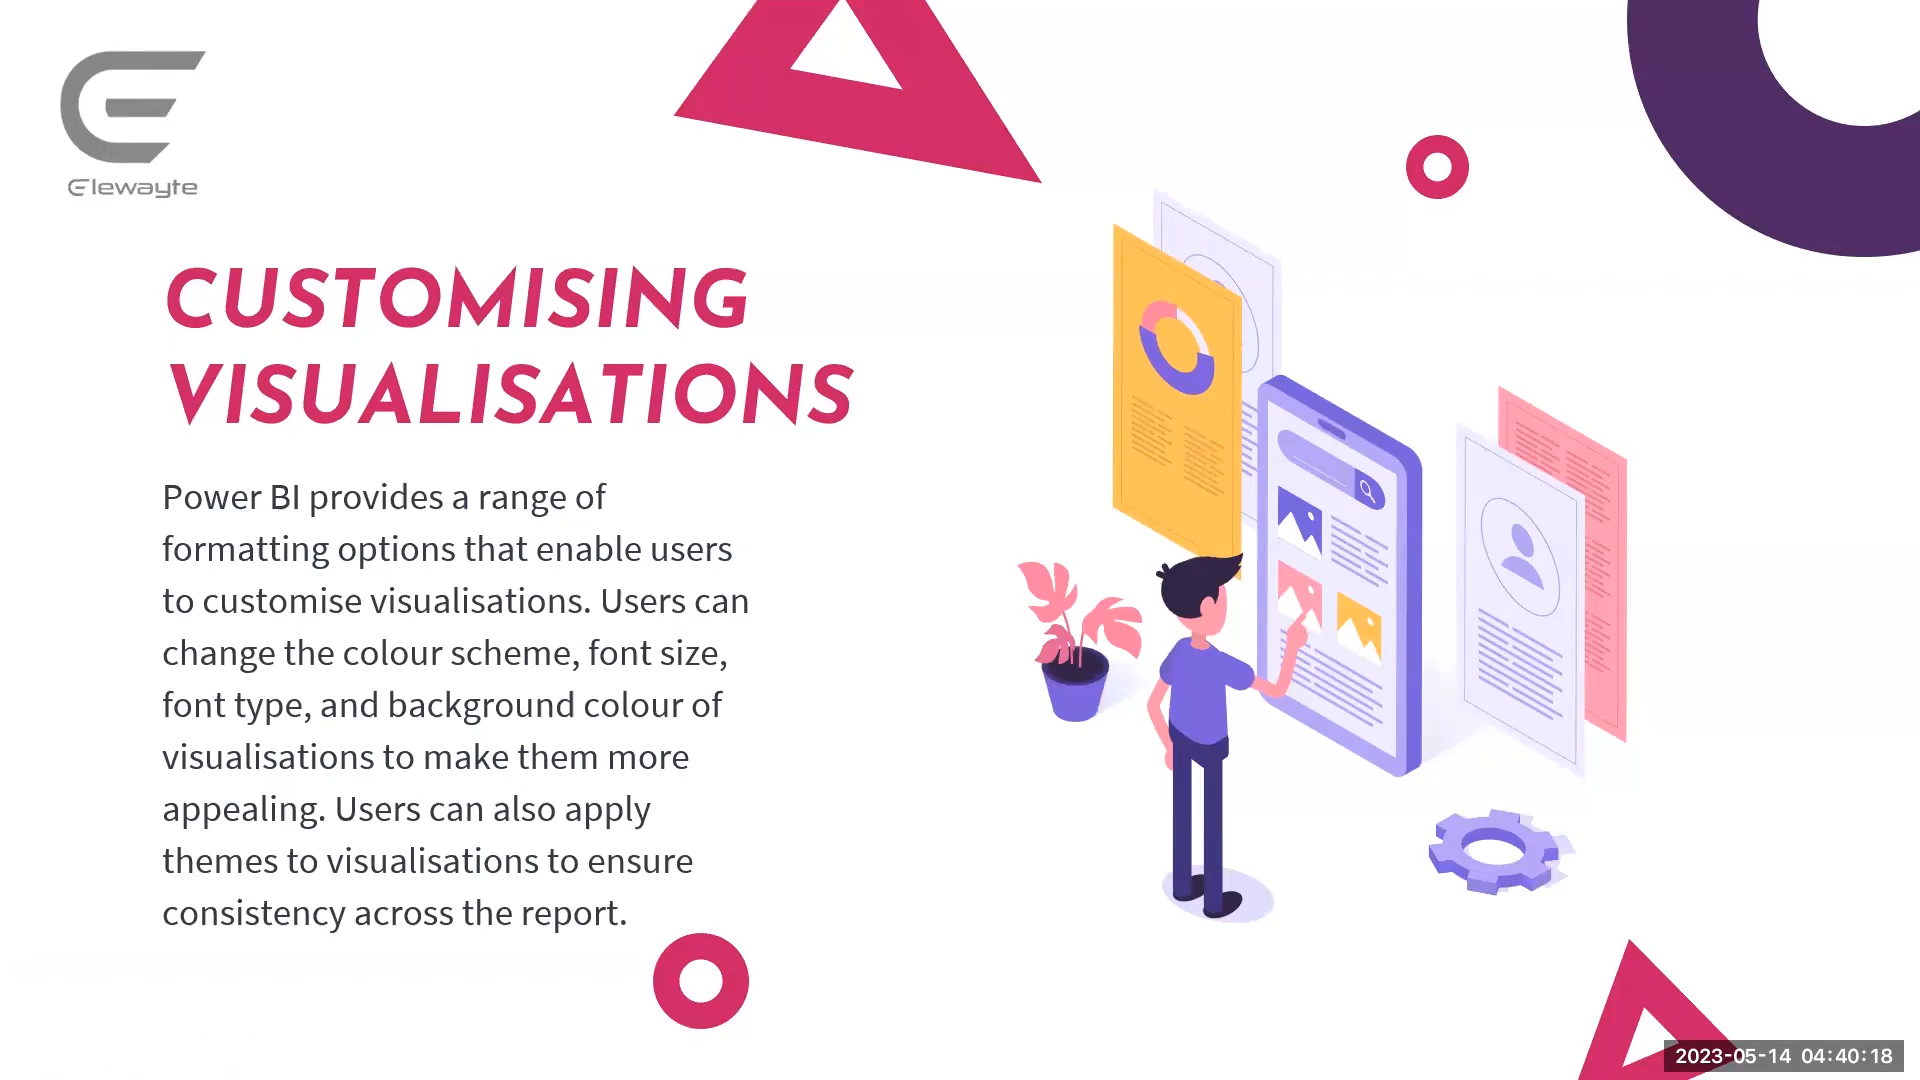 Elewayte
CUSTOMISING
VISUALISATIONS
Power BI provides a range of
formatting options that enable users
to customise visualisations. Users can
change the colour scheme, font size,
font type, and background colour of
visualisations to make them more
appealing. Users can also apply
themes to visualisations to ensure
consistency across the report.
2023-05-14 04:40:18